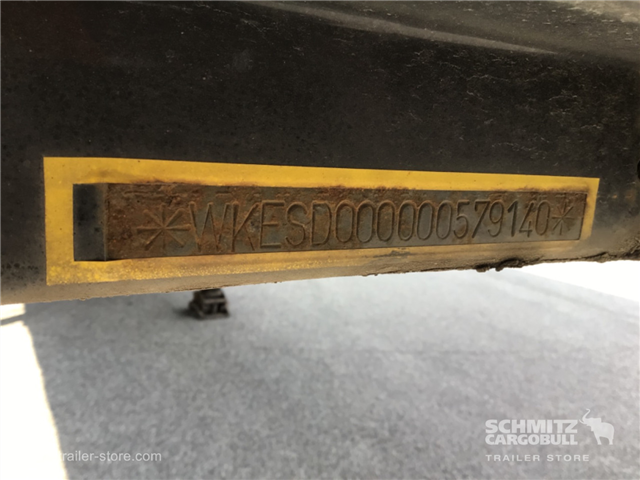 *WKESD000000579140*
SCHMITZ
CARGOBULL
TRAILER STORE
trailer-store.com